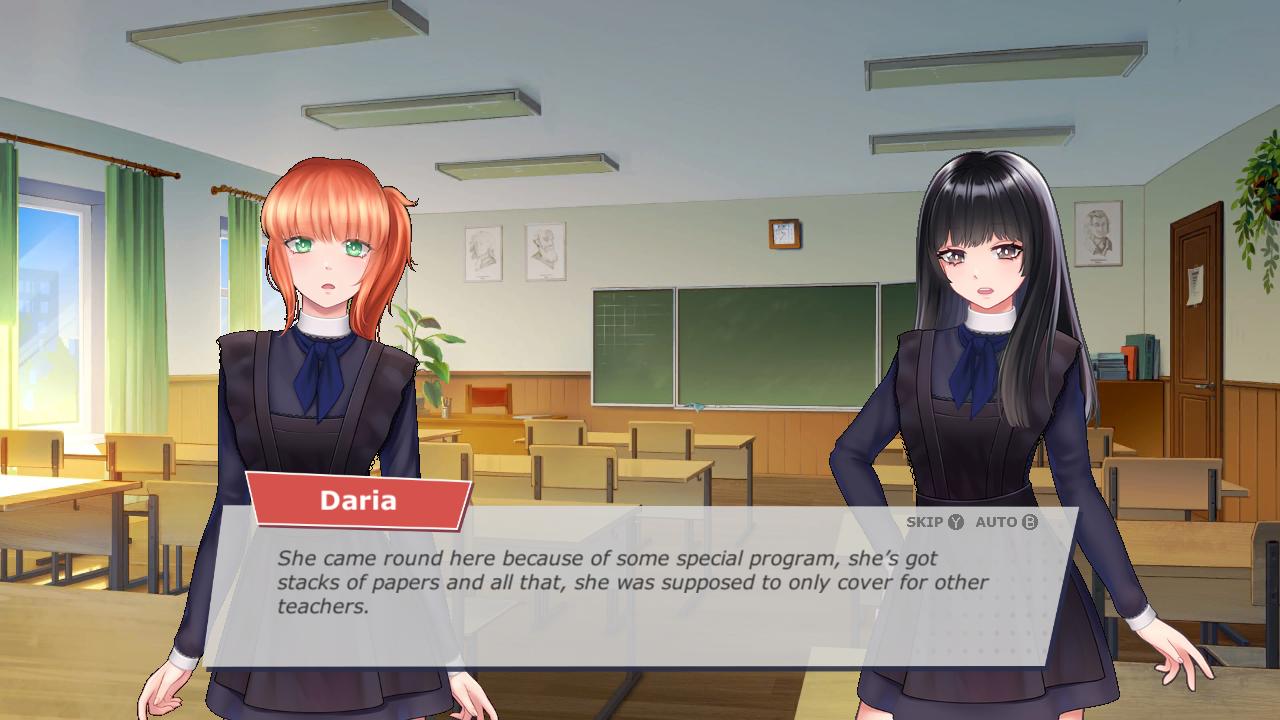 Daria
SKIP Y AUTO B
She came round here because of some special program, she's got
stacks of papers and all that, she was supposed to only cover for other
teachers.